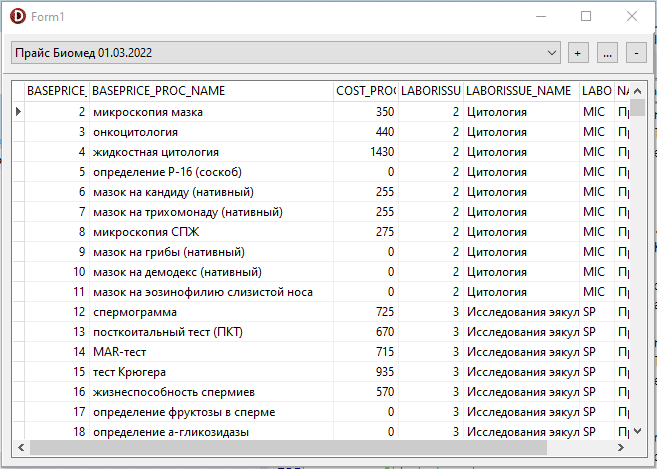 Form1
Прайс Биомед 01.03.2022 + ... -
BASEPRICE_ BASEPRICE_PROC_NAME COST_PROC LABORISSU LABORISSUE_NAME LABO NA
2 микроскопия мазка 350 2 Цитология MIC Пр
3 онкоцитология 440 2 Цитология MIC Пр
4 жидкостная цитология 1430 2 Цитология MIC Пр
5 определение Р-16 (соскоб) 0 2 Цитология MIC Пр
6 мазок на кандиду (нативный) 255 2 Цитология MIC Пр
7 мазок на трихомонаду (нативный) 255 2 Цитология MIC Пр
8 микроскопия СПЖ 275 2 Цитология MIC Пр
9 мазок на грибы (нативный) 0 2 Цитология MIC Пр
10 мазок на демодекс (нативный) 0 2 Цитология MIC Пр
11 мазок на эозинофилию слизистой носа 0 2 Цитология MIC Пр
12 спермограмма 725 3 Исследования эякул SP Пр
13 посткоитальный тест (ПКТ) 670 3 Исследования эякул SP Пр
14 MAR-тест 715 3 Исследования эякул SP Пр
15 тест Крюгера 935 3 Исследования эякул SP Пр
16 жизнеспособность спермиев 570 3 Исследования эякул SP Пр
17 определение фруктозы в сперме 0 3 Исследования эякул SP Пр
18 определение а-гликозидазы 0 3 Исследования эякул SP Пр